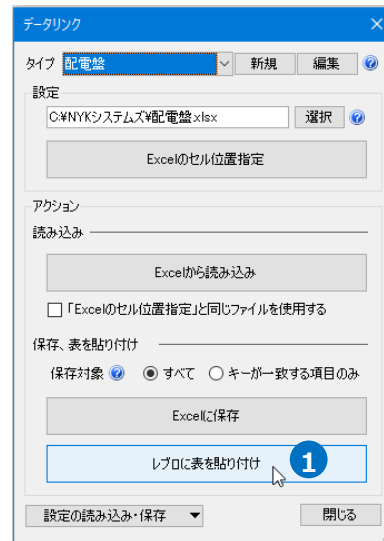 データリンク
タイプ 配電盤 新規 編集
設定
C:¥NYKシステムズ¥配電盤.xlsx 選択
Excelのセル位置指定
アクション
読み込み
Excelから読み込み
「Excelのセル位置指定」と同じファイルを使用する
保存、表を貼り付け
保存対象 すべて キーが一致する項目のみ
Excelに保存
レブロに表を貼り付け 1
設定の読み込み・保存 閉じる